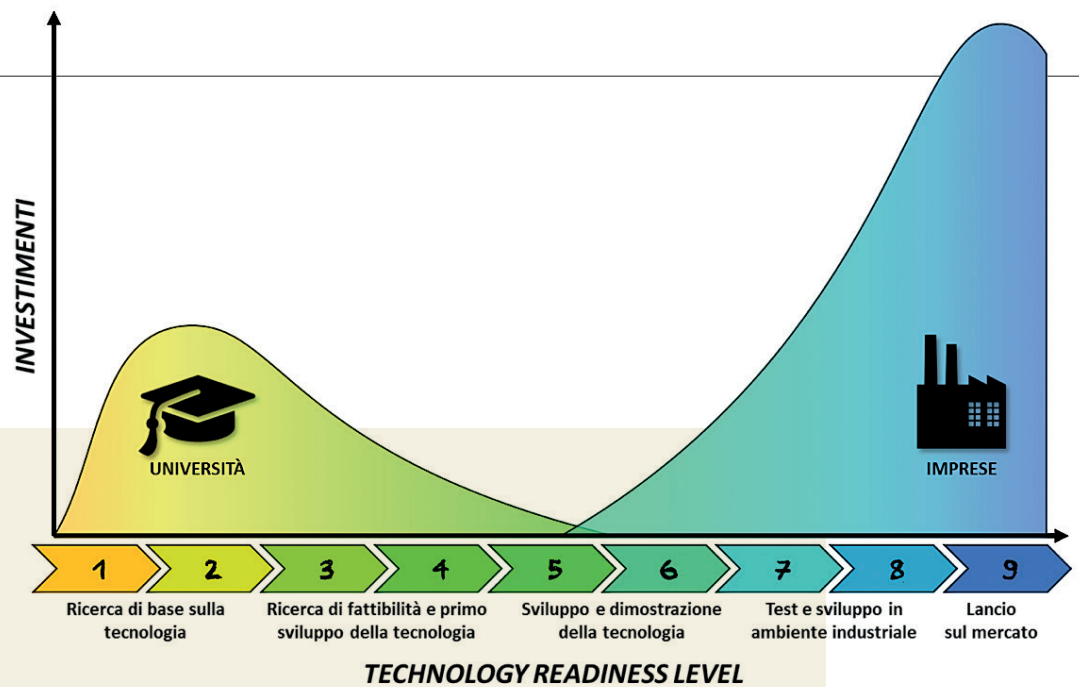 INVESTIMENTI
UNIVERSITÀ
IMPRESE
1 2 3 4 5 6 7 8 9
Ricerca di base sulla
tecnologia
Ricerca di fattibilità e primo
sviluppo della tecnologia
Sviluppo e dimostrazione
della tecnologia
Test e sviluppo in
ambiente industriale
Lancio
sul mercato
TECHNOLOGY READINESS LEVEL